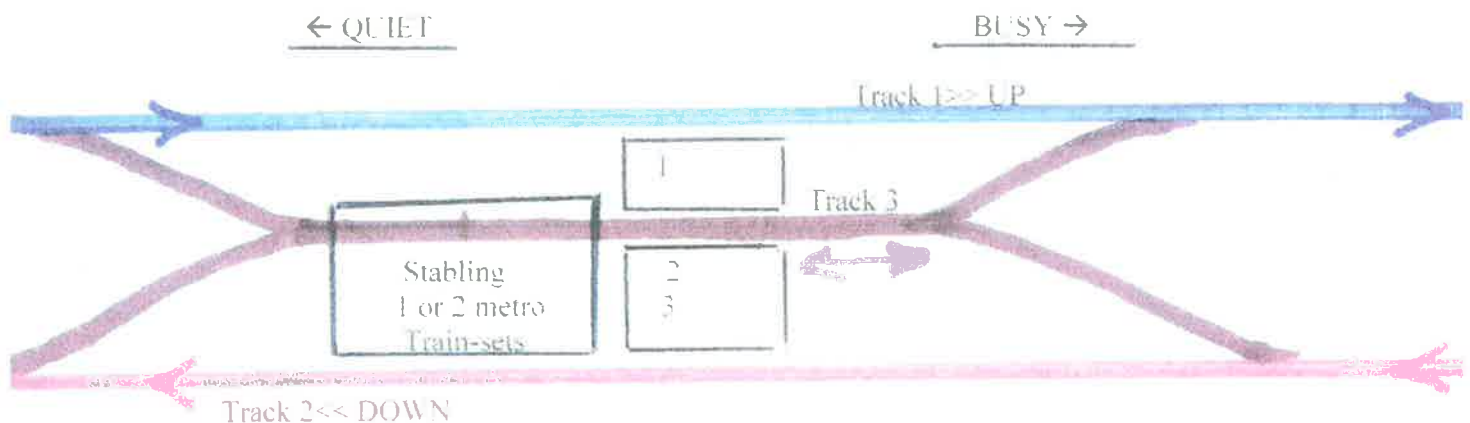 ← QUIET
BUSY →
Track 1>> UP
1
Track 3
Stabling
1 or 2 metro
Train-sets
2
3
Track 2<< DOWN